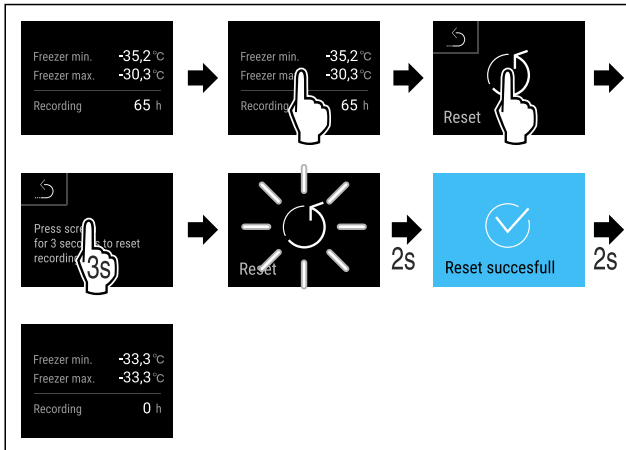 Freezer min. -35,2 °C
Freezer max. -30,3 °C
Recording 65 h
Freezer min. -35,2 °C
Freezer ma -30,3 °C
Recording 65 h
Reset
Press scre
for 3 seco s to reset
recording
3s
Reset
2s
Reset succesfull
2s
Freezer min. -33,3 °C
Freezer max. -33,3 °C
Recording 0 h